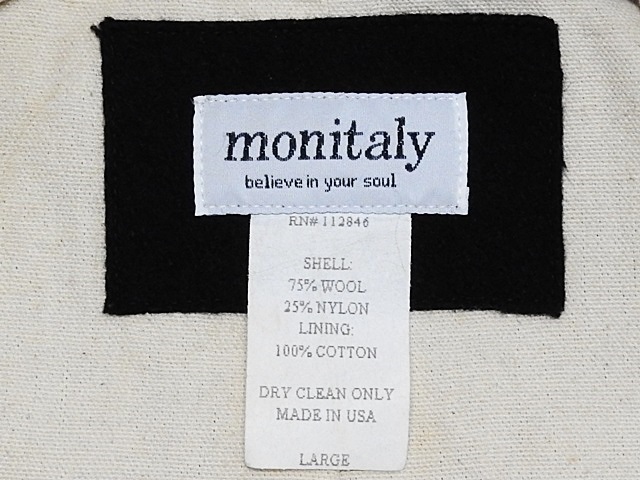 monitaly
believe in your soul
RN# 112846
SHELL:
75% WOOL
25% NYLON
LINING:
100% COTTON
DRY CLEAN ONLY
MADE IN USA
LARGE